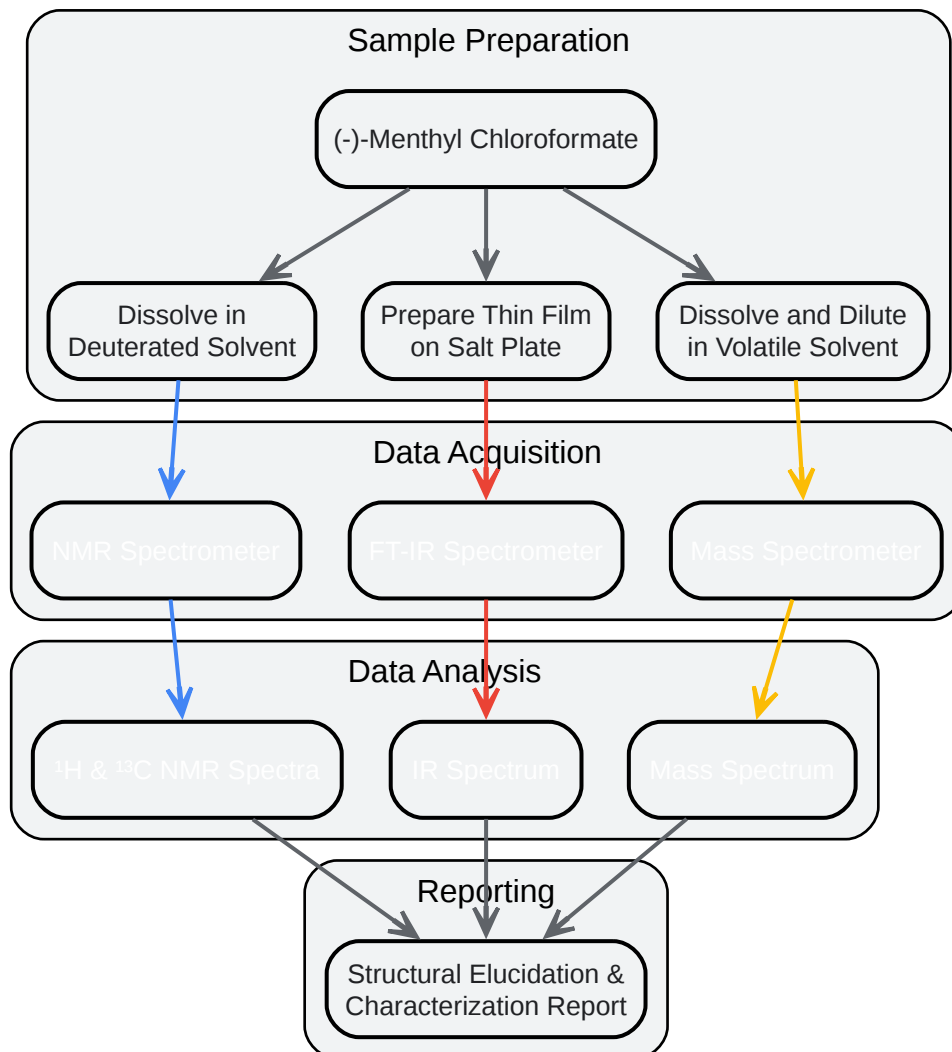 Sample Preparation
(-)-Menthyl Chloroformate
Dissolve in
Deuterated Solvent
Prepare Thin Film
on Salt Plate
Dissolve and Dilute
in Volatile Solvent
Data Acquisition
NMR Spectrometer
FT-IR Spectrometer
Mass Spectrometer
Data Analysis
¹H & ¹³C NMR Spectra
IR Spectrum
Mass Spectrum
Reporting
Structural Elucidation &
Characterization Report